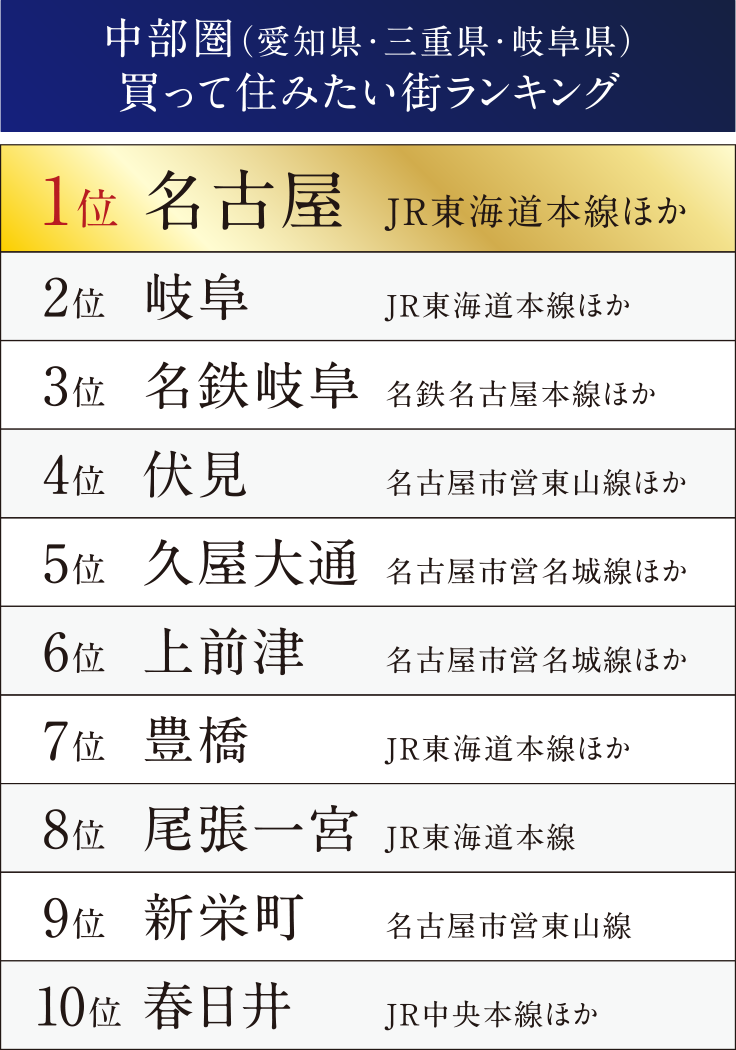 中部圏（愛知県・三重県・岐阜県）
買って住みたい街ランキング
1位 名古屋 JR東海道本線ほか
2位 岐阜 JR東海道本線ほか
3位 名鉄岐阜 名鉄名古屋本線ほか
4位 伏見 名古屋市営東山線ほか
5位 久屋大通 名古屋市営名城線ほか
6位 上前津 名古屋市営名城線ほか
7位 豊橋 JR東海道本線ほか
8位 尾張一宮 JR東海道本線
9位 新栄町 名古屋市営東山線
10位 春日井 JR中央本線ほか